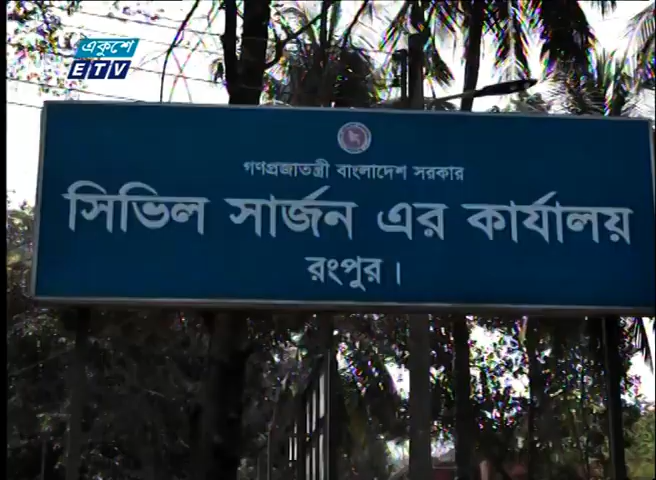 একুশে
ETV
গণপ্রজাতন্ত্রী বাংলাদেশ সরকার
সিভিল সার্জন এর কার্যালয়
রংপুর।